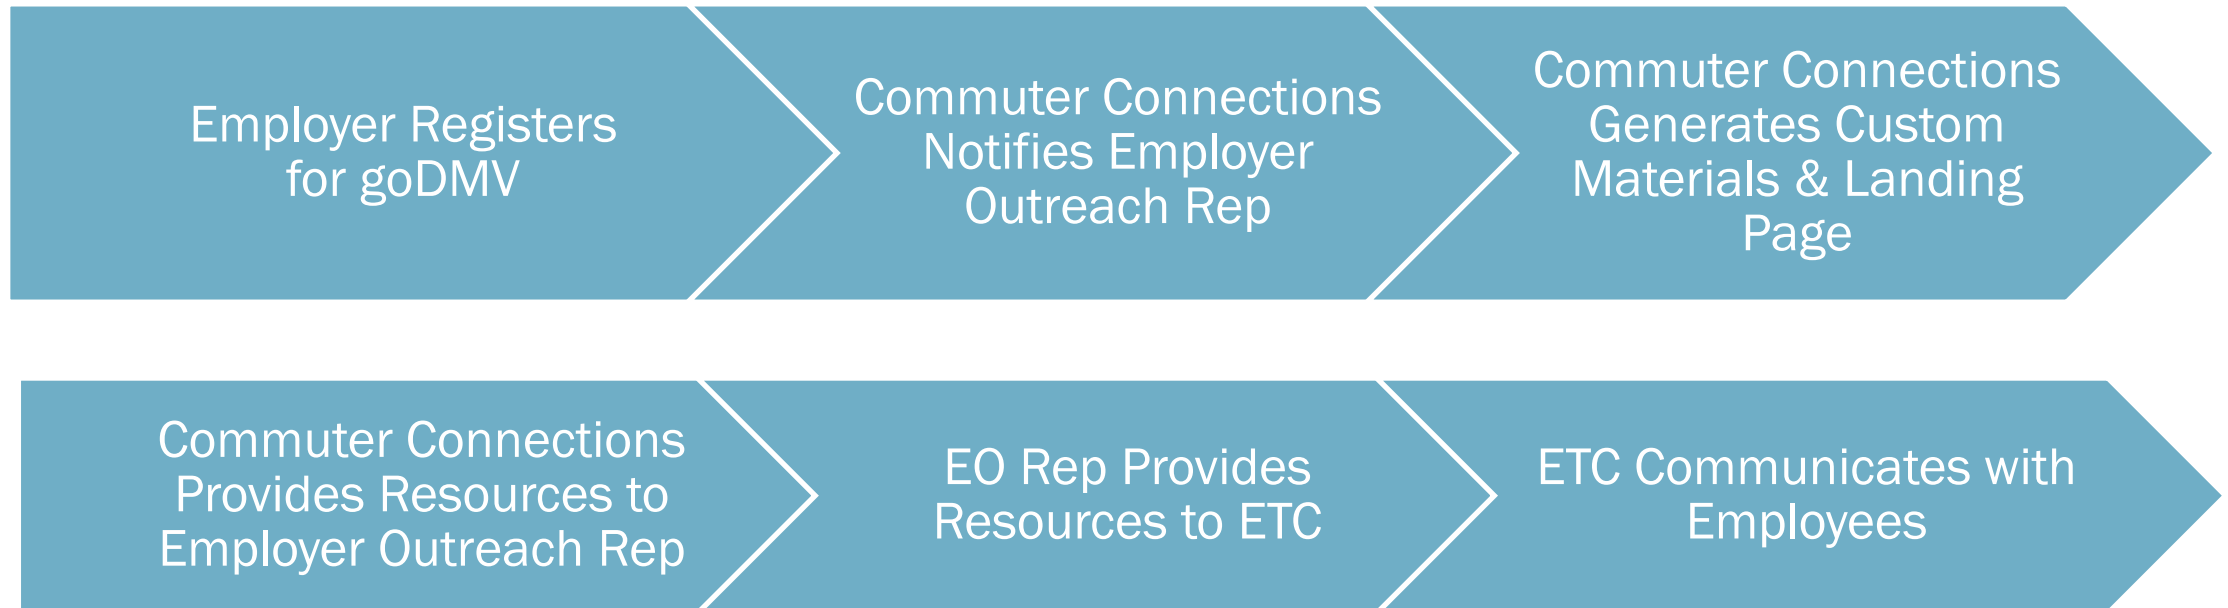 Employer Registers
for goDMV
Commuter Connections
Notifies Employer
Outreach Rep
Commuter Connections
Generates Custom
Materials & Landing
Page
Commuter Connections
Provides Resources to
Employer Outreach Rep
EO Rep Provides
Resources to ETC
ETC Communicates with
Employees